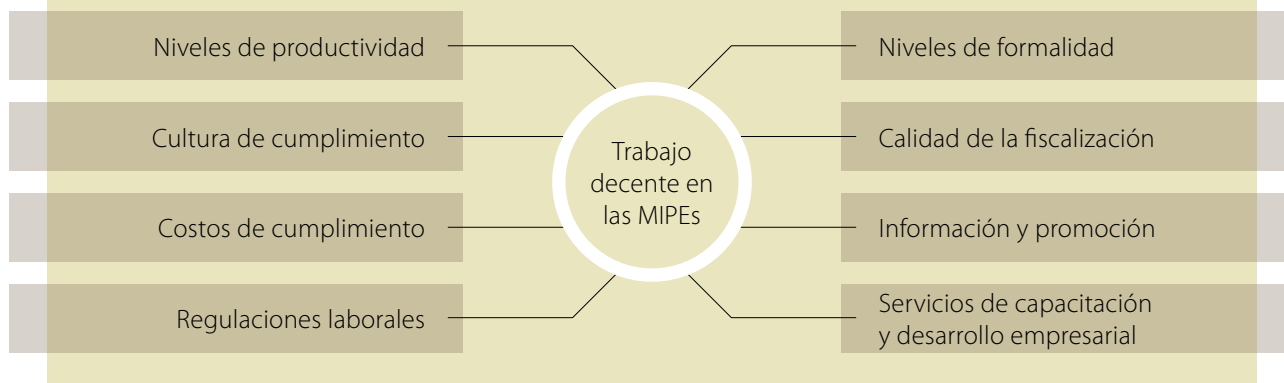 Niveles de productividad
Cultura de cumplimiento
Costos de cumplimiento
Regulaciones laborales
Trabajo
decente en
las MIPEs
Niveles de formalidad
Calidad de la fiscalización
Información y promoción
Servicios de capacitación
y desarrollo empresarial